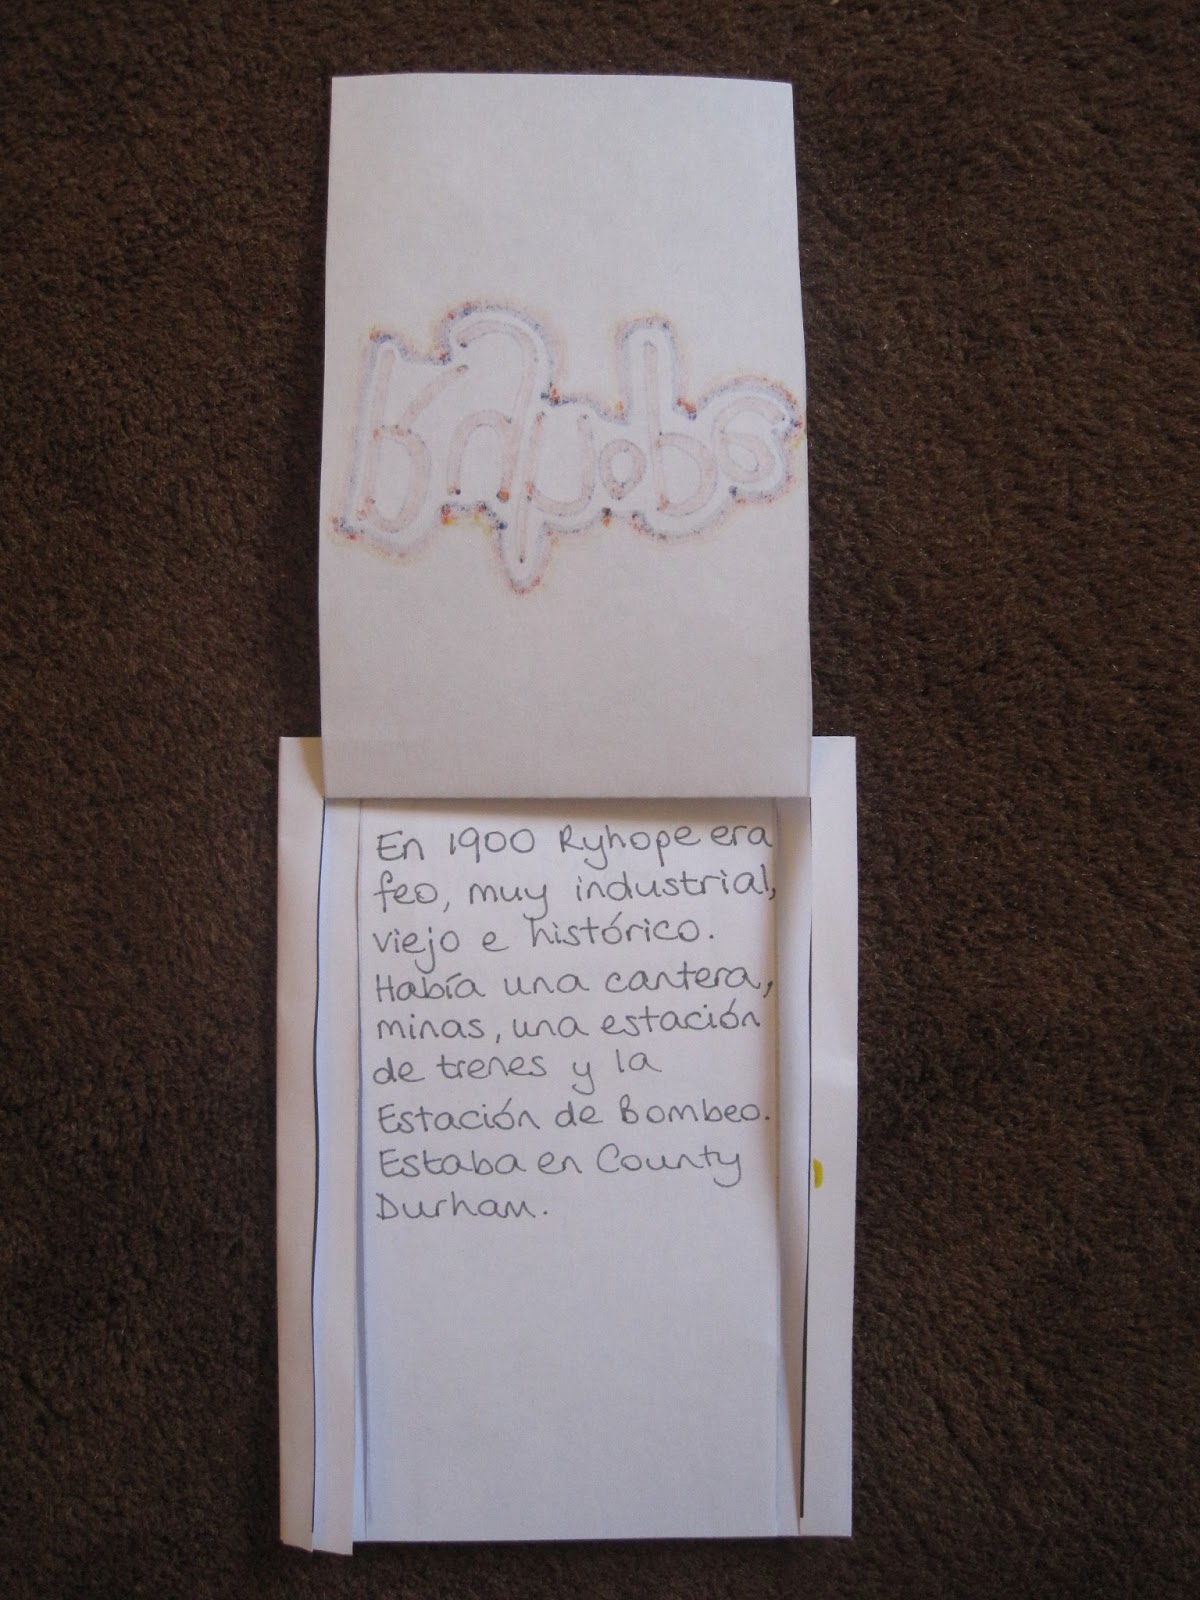 Ryhope
En 1900 Ryhope era
feo, muy industrial,
viejo e histórico.
Había una cantera,
minas, una estación
de trenes y la
Estación de Bombeo.
Estaba en County
Durham.